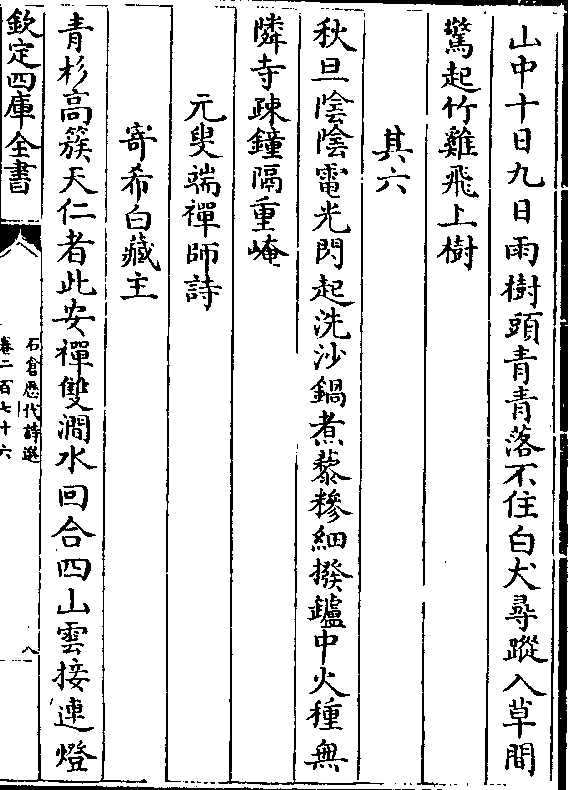 山中十日九日雨樹頭青青落不住白犬尋蹤入草間
驚起竹雞飛上樹
其六
秋旦陰陰電光閃起洗沙鍋煮藜糝細撥鑪中火種無
隣寺疎鐘隔重崦
元叟端禪師詩
寄希白藏主
青杉高簇天仁者此安禪雙澗水回合四山雲接連燈
欽定四庫全書
石倉歷代詩選
卷二百七十六
八